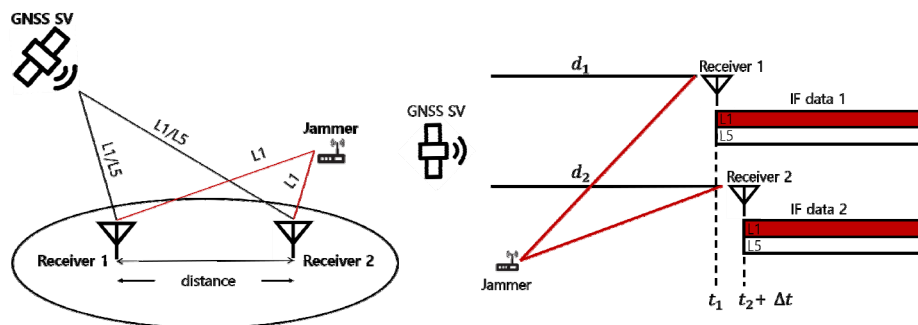 GNSS SV
L1/L5
L1/L5
L1
Jammer
L1
Receiver 1
Receiver 2
distance
d₁
Receiver 1
IF data 1
L1
L5
GNSS SV
d₂
Receiver 2
IF data 2
L1
L5
Jammer
t₁
t₂+ Δt